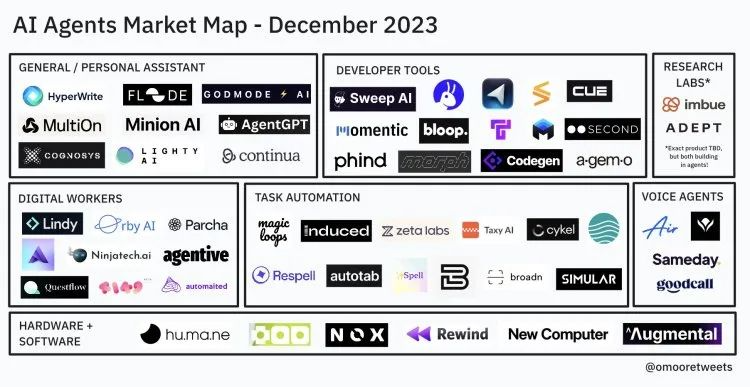 AI Agents Market Map - December 2023
GENERAL / PERSONAL ASSISTANT
HyperWrite
FL DE
GODMODE ⚡ AI
MultiOn
Minion AI
AgentGPT
COGNOSYS
LIGHTY
AI
continua
DEVELOPER TOOLS
Sweep AI
CUE
momentic
bloop.
SECOND
phind
morph
Codegen
a·gem·o
RESEARCH
LABS*
imbue
ADEPT
*Exact product TBD,
but both building
in agents!
DIGITAL WORKERS
Lindy
Orby AI
Parcha
Ninjatech.ai
agentive
Questflow
automaited
TASK AUTOMATION
magic
loops
induced
zeta labs
Taxy AI
cykel
Respell
autotab
Spell
broadn
SIMULAR
VOICE AGENTS
Air
Sameday
goodcall
HARDWARE +
SOFTWARE
hu.ma.ne
NOX
Rewind
New Computer
Augmental
@omooretweets